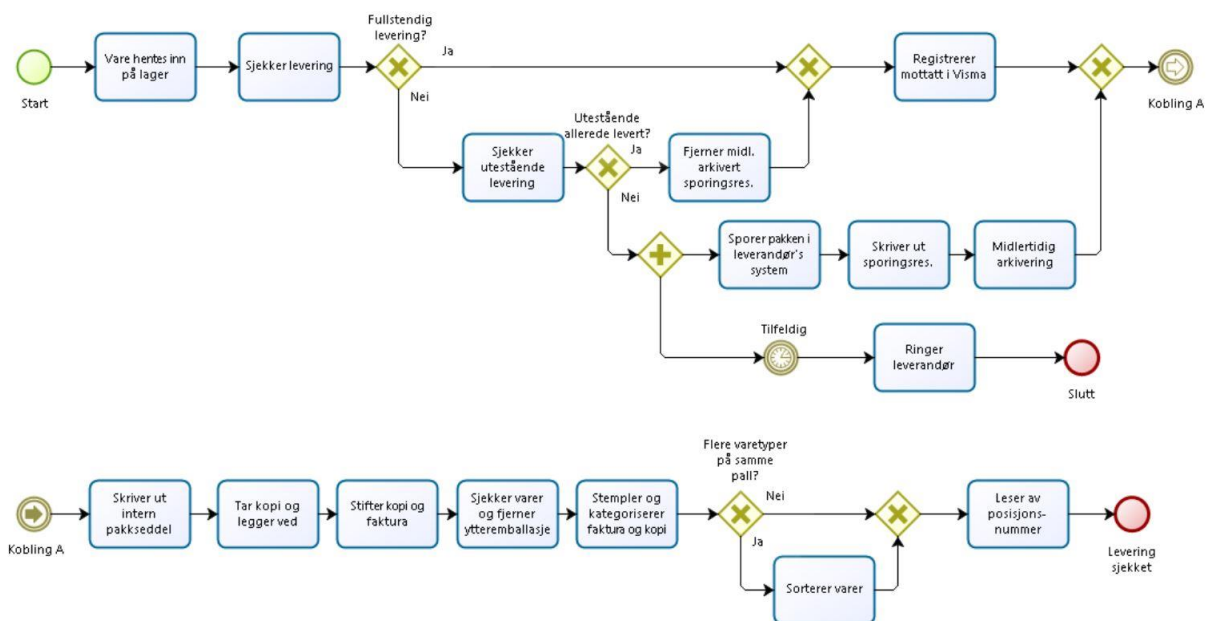 Fullstendig
levering?
Ja
Vare hentes inn
på lager
Sjekker levering
Registrerer
mottatt i Visma
Start
Nei
Kobling A
Utestående
allerede levert?
Ja
Sjekker
utestående
levering
Fjerner midl.
arkivert
sporingsres.
Nei
Sporer pakken i
leverandør's
system
Skriver ut
sporingsres.
Midlertidig
arkivering
Tilfeldig
Ringer
leverandør
Slutt
Flere varetyper
på samme
pall?
Nei
Skriver ut
intern
pakkseddel
Tar kopi og
legger ved
Stifter kopi og
faktura
Sjekker varer
og fjerner
ytteremballasje
Stempler og
kategoriserer
faktura og kopi
Leser av
posisjons-
nummer
Kobling A
Ja
Sorterer varer
Levering
sjekket